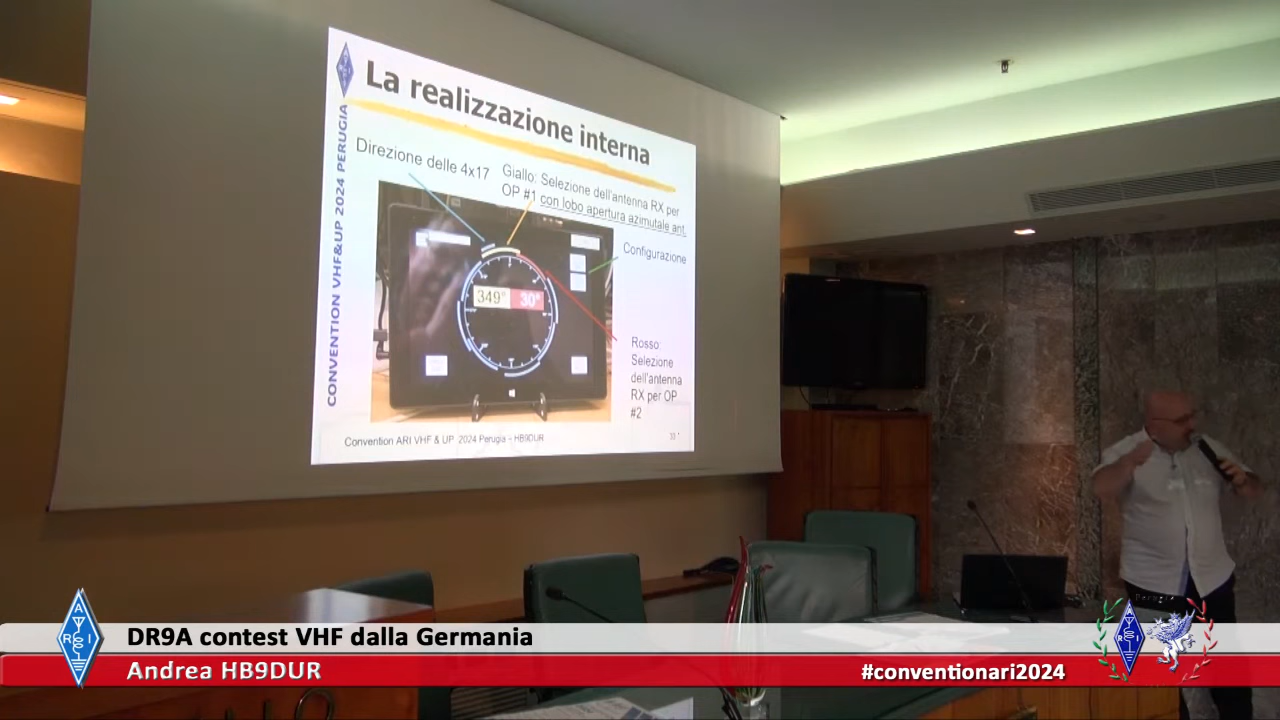 La realizzazione interna
CONVENTION VHF&UP 2024 PERUGIA
Direzione delle 4x17
Giallo: Selezione dell'antenna RX per
OP #1 con lobo apertura azimutale ant.
Configurazione
349°
30°
Rosso:
Selezione
dell'antenna
RX per OP
#2
Convention ARI VHF & UP 2024 Perugia – HB9DUR
33
A
R I
DR9A contest VHF dalla Germania
Andrea HB9DUR
#conventionari2024
Perugia
R I